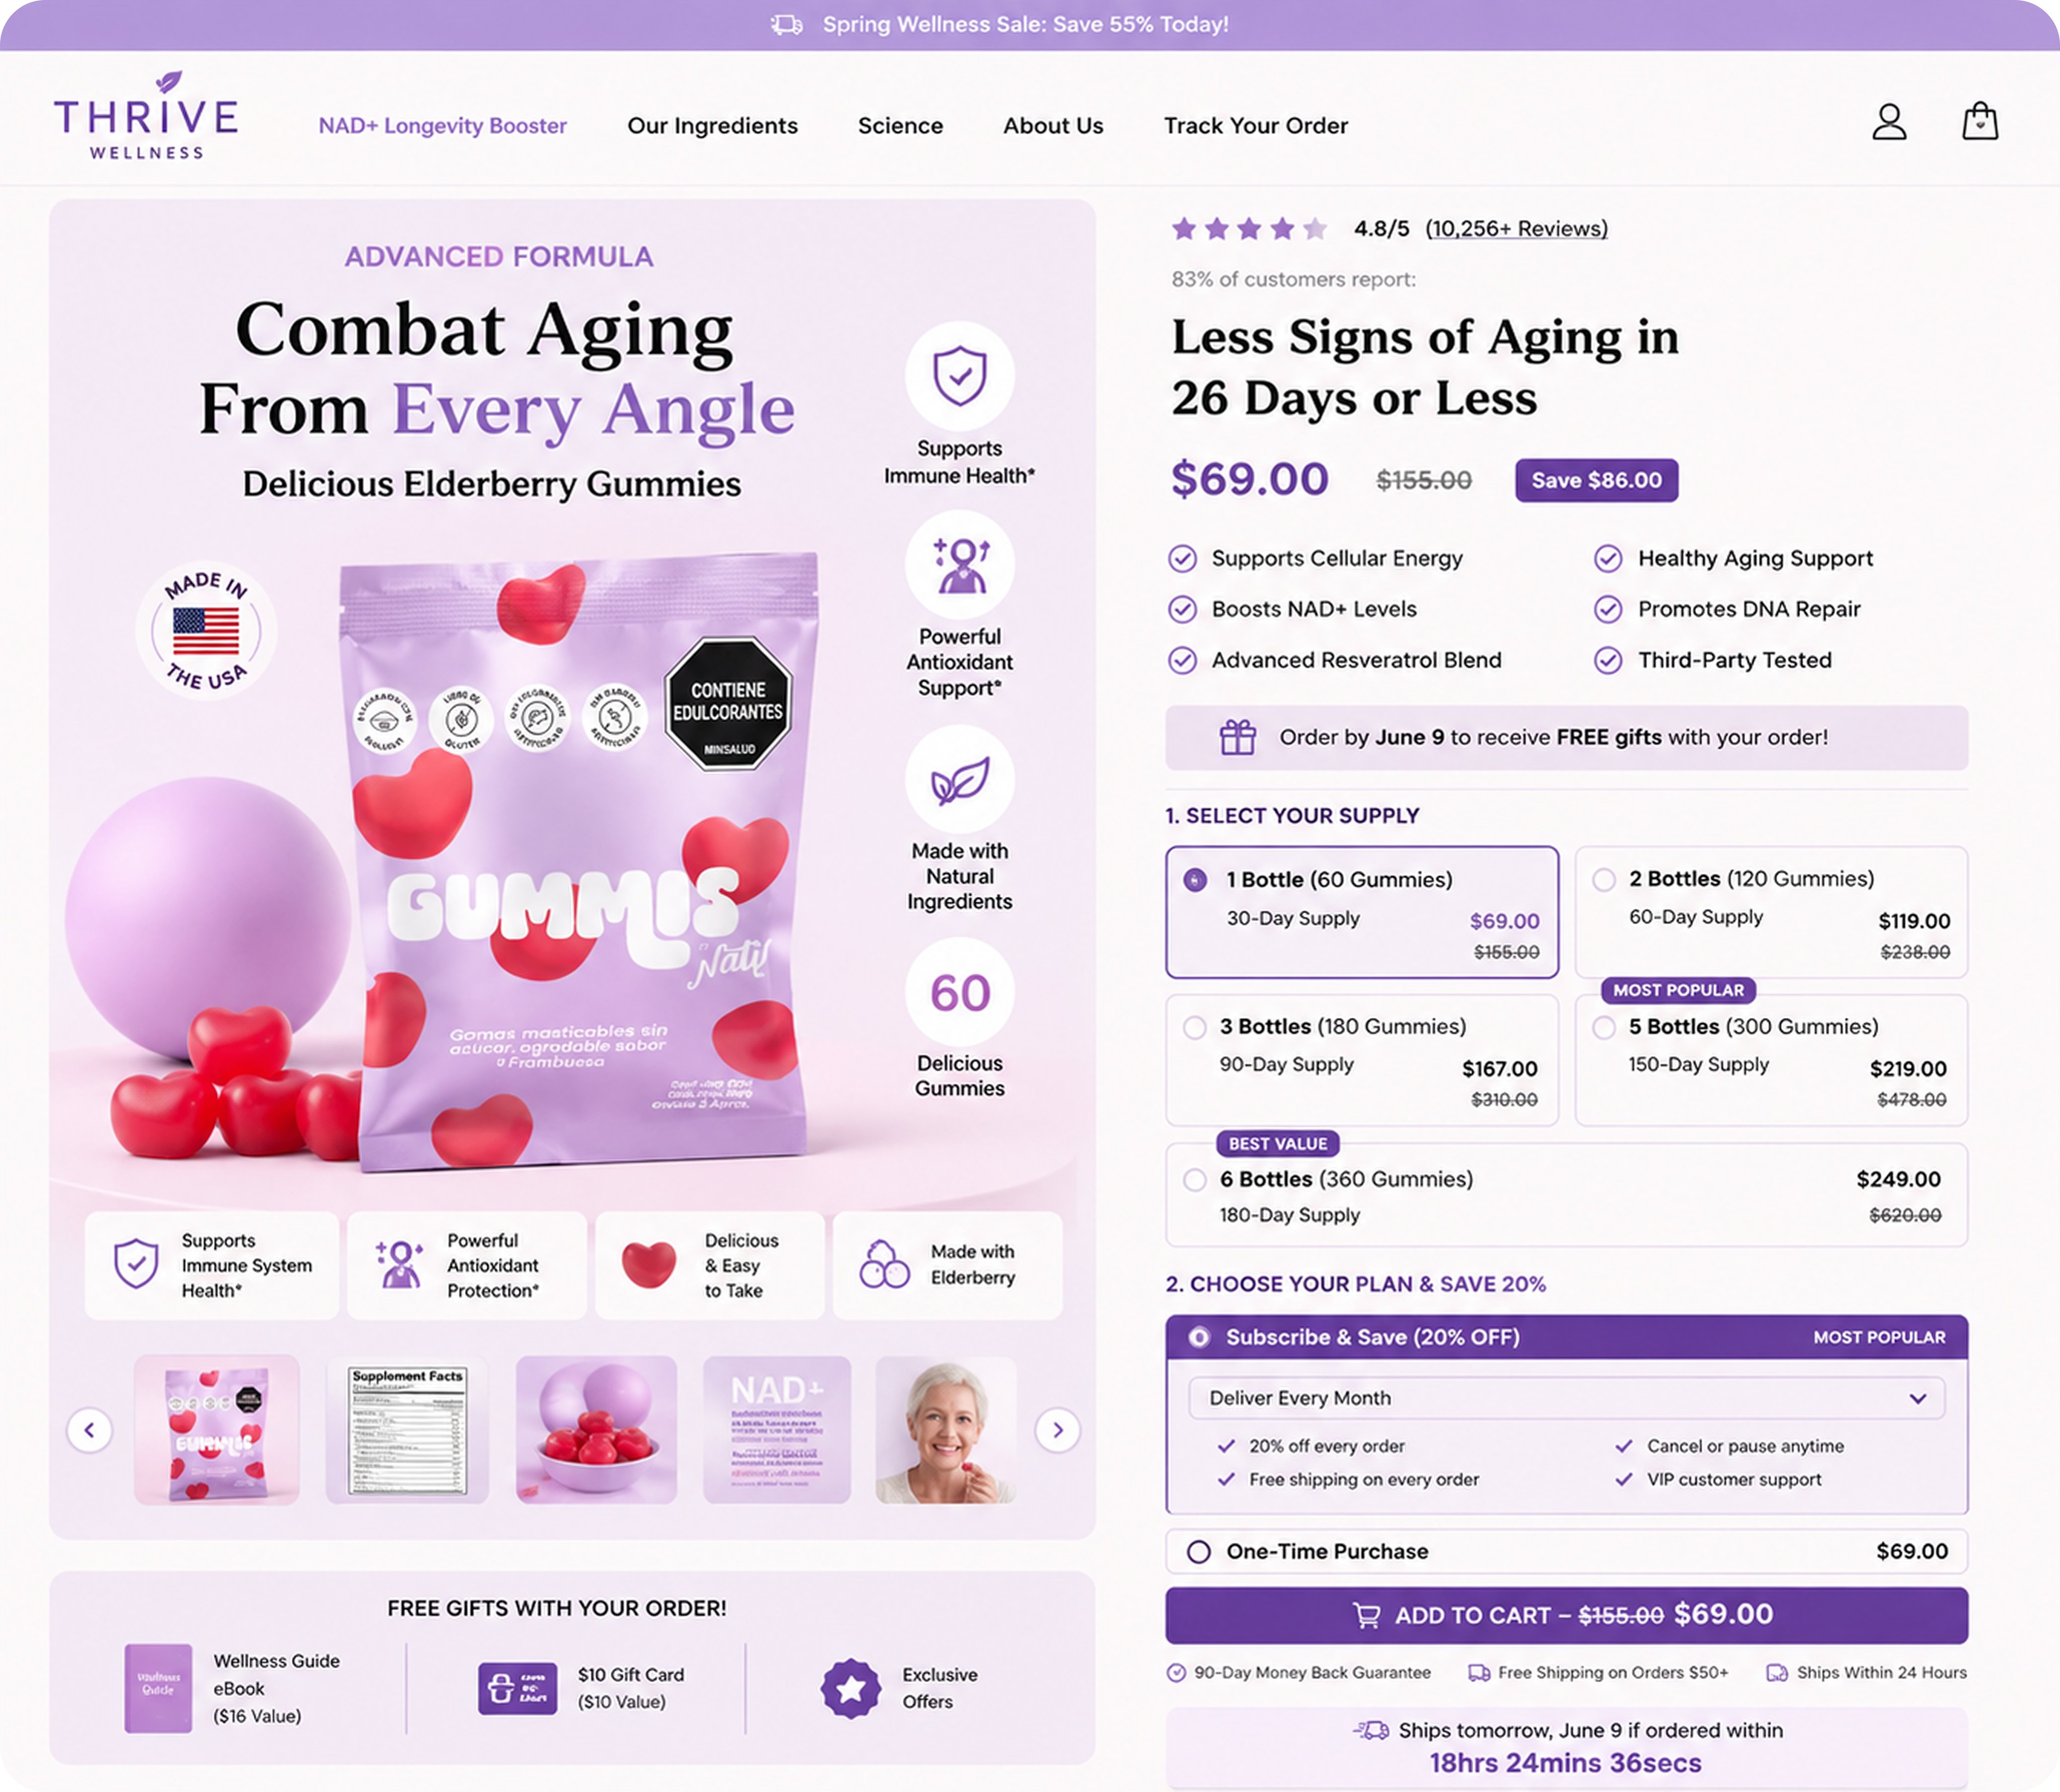 Spring Wellness Sale: Save 55% Today!
THRIVE
WELLNESS
NAD+ Longevity Booster
Our Ingredients
Science
About Us
Track Your Order
ADVANCED FORMULA
Combat Aging
From Every Angle
Delicious Elderberry Gummies
MADE IN
THE USA
CONTIENE
EDULCORANTES
MINSALUD
GLUTEN
GUMMIS
Natif
Gomas masticables sin
azúcar, agradable sabor
a Frambuesa
Supports
Immune Health*
Powerful
Antioxidant
Support*
Made with
Natural
Ingredients
60
Delicious
Gummies
Supports
Immune System
Health*
Powerful
Antioxidant
Protection*
Delicious
& Easy
to Take
Made with
Elderberry
GUMMIS
Supplement Facts
NAD+
FREE GIFTS WITH YOUR ORDER!
Wellness
Guide
Wellness Guide
eBook
($16 Value)
$10 Gift Card
($10 Value)
Exclusive
Offers
4.8/5 (10,256+ Reviews)
83% of customers report:
Less Signs of Aging in
26 Days or Less
$69.00 $155.00 Save $86.00
Supports Cellular Energy
Healthy Aging Support
Boosts NAD+ Levels
Promotes DNA Repair
Advanced Resveratrol Blend
Third-Party Tested
Order by June 9 to receive FREE gifts with your order!
1. SELECT YOUR SUPPLY
1 Bottle (60 Gummies)
30-Day Supply
$69.00
$155.00
2 Bottles (120 Gummies)
60-Day Supply
$119.00
$238.00
3 Bottles (180 Gummies)
90-Day Supply
$167.00
$310.00
MOST POPULAR
5 Bottles (300 Gummies)
150-Day Supply
$219.00
$478.00
BEST VALUE
6 Bottles (360 Gummies)
180-Day Supply
$249.00
$620.00
2. CHOOSE YOUR PLAN & SAVE 20%
Subscribe & Save (20% OFF)
MOST POPULAR
Deliver Every Month
20% off every order
Cancel or pause anytime
Free shipping on every order
VIP customer support
One-Time Purchase
$69.00
ADD TO CART – $155.00 $69.00
90-Day Money Back Guarantee
Free Shipping on Orders $50+
Ships Within 24 Hours
Ships tomorrow, June 9 if ordered within
18hrs 24mins 36secs